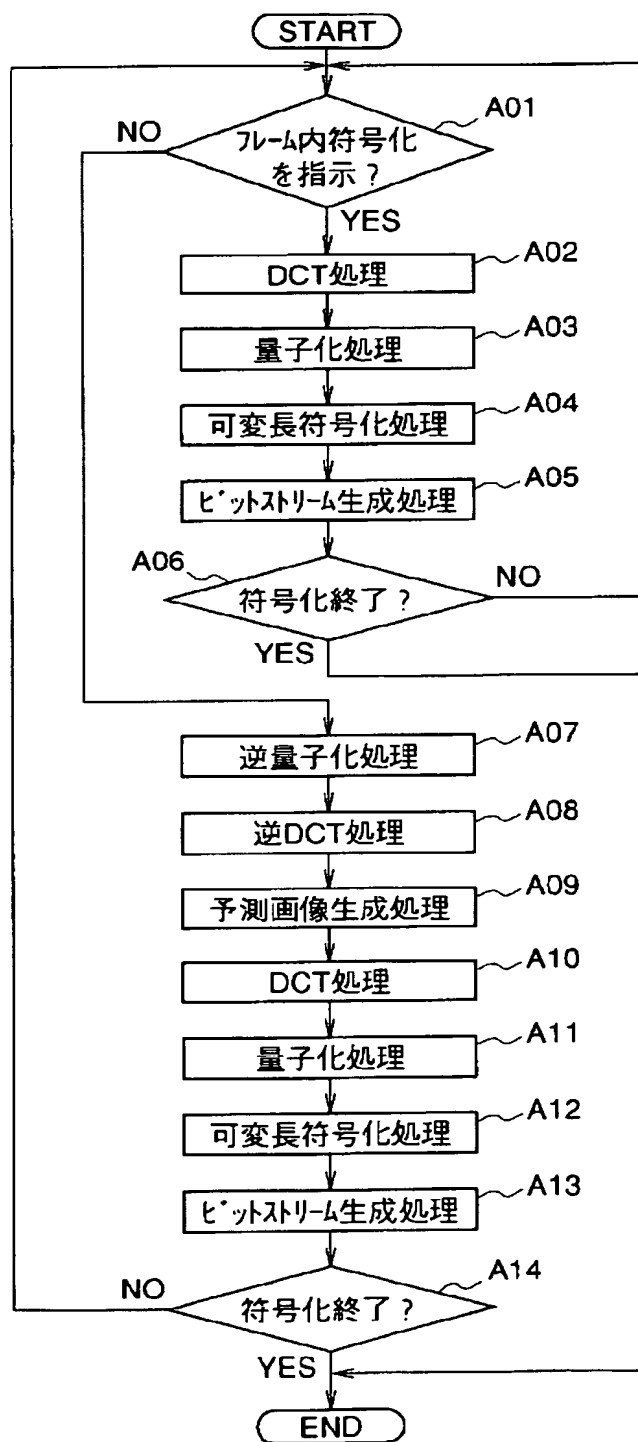 START
A01
NO
ﾌﾚｰﾑ内符号化
を指示?
YES
A02
DCT処理
A03
量子化処理
A04
可変長符号化処理
A05
ﾋﾞｯﾄｽﾄﾘｰﾑ生成処理
A06
符号化終了?
NO
YES
A07
逆量子化処理
A08
逆DCT処理
A09
予測画像生成処理
A10
DCT処理
A11
量子化処理
A12
可変長符号化処理
A13
ﾋﾞｯﾄｽﾄﾘｰﾑ生成処理
A14
NO
符号化終了?
YES
END